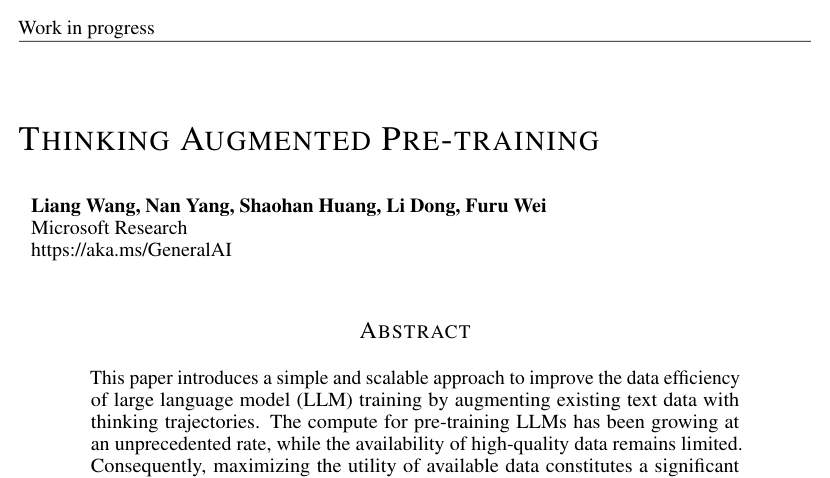 Work in progress
THINKING AUGMENTED PRE-TRAINING
Liang Wang, Nan Yang, Shaohan Huang, Li Dong, Furu Wei
Microsoft Research
https://aka.ms/GeneralAI
ABSTRACT
This paper introduces a simple and scalable approach to improve the data efficiency
of large language model (LLM) training by augmenting existing text data with
thinking trajectories. The compute for pre-training LLMs has been growing at
an unprecedented rate, while the availability of high-quality data remains limited.
Consequently, maximizing the utility of available data constitutes a significant